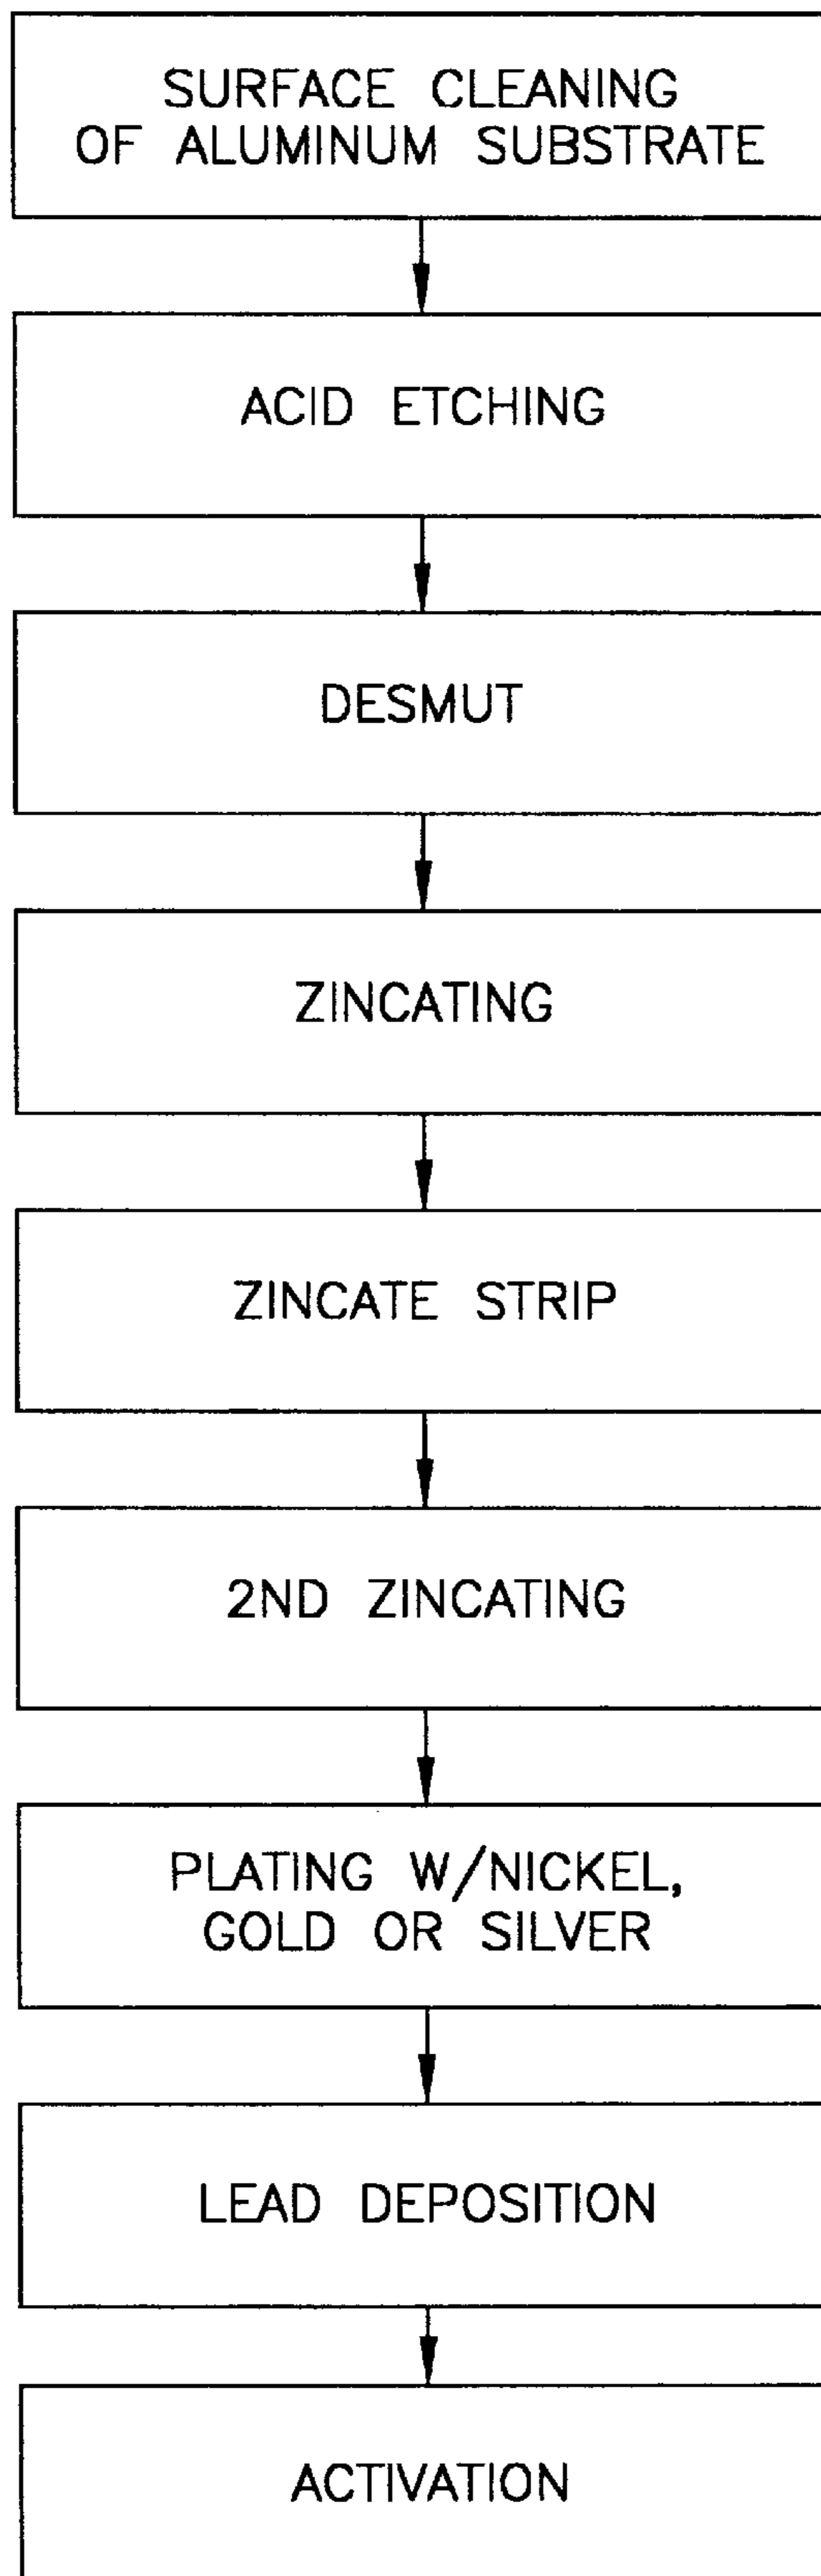 SURFACE CLEANING
OF ALUMINUM SUBSTRATE
ACID ETCHING
DESMUT
ZINCATING
ZINCATE STRIP
2ND ZINCATING
PLATING W/NICKEL,
GOLD OR SILVER
LEAD DEPOSITION
ACTIVATION